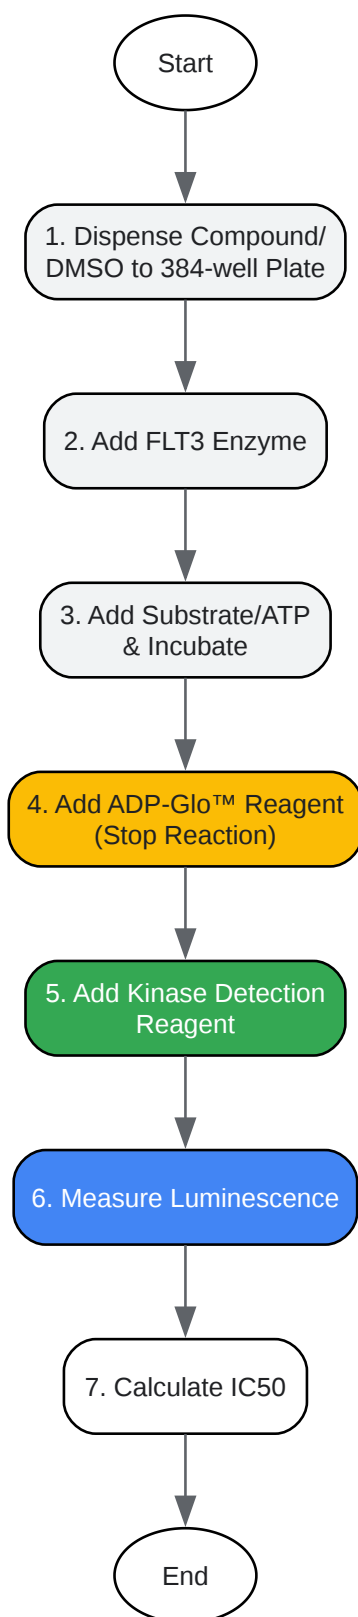 Start
1. Dispense Compound/
DMSO to 384-well Plate
2. Add FLT3 Enzyme
3. Add Substrate/ATP
& Incubate
4. Add ADP-Glo™ Reagent
(Stop Reaction)
5. Add Kinase Detection
Reagent
6. Measure Luminescence
7. Calculate IC50
End